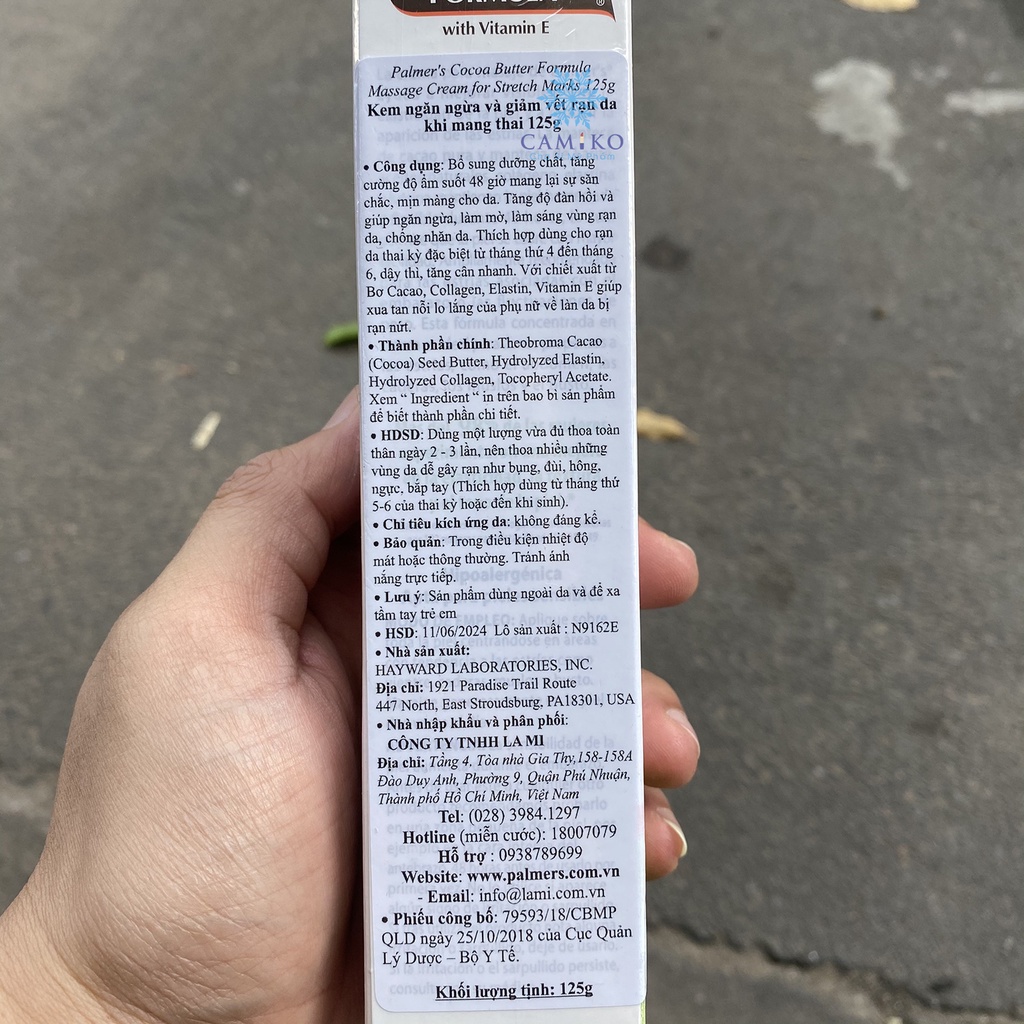 with Vitamin E
Palmer's Cocoa Butter Formula
Massage Cream for Stretch Marks 125g
Kem ngăn ngừa và giảm vết rạn da
khi mang thai 125g
CAMIKO
• Công dụng: Bổ sung dưỡng chất, tăng
cường độ ẩm suốt 48 giờ mang lại sự săn
chắc, mịn màng cho da. Tăng độ đàn hồi và
giúp ngăn ngừa, làm mờ, làm sáng vùng rạn
da, chống nhăn da. Thích hợp dùng cho rạn
da thai kỳ đặc biệt từ tháng thứ 4 đến tháng
6, dậy thì, tăng cân nhanh. Với chiết xuất từ
Bơ Cacao, Collagen, Elastin, Vitamin E giúp
xua tan nỗi lo lắng của phụ nữ về làn da bị
rạn nứt.
• Thành phần chính: Theobroma Cacao
(Cocoa) Seed Butter, Hydrolyzed Elastin,
Hydrolyzed Collagen, Tocopheryl Acetate.
Xem “ Ingredient “ in trên bao bì sản phẩm
để biết thành phần chi tiết.
• HDSD: Dùng một lượng vừa đủ thoa toàn
thân ngày 2 - 3 lần, nên thoa nhiều những
vùng da dễ gây rạn như bụng, đùi, hông,
ngực, bắp tay (Thích hợp dùng từ tháng thứ
5-6 của thai kỳ hoặc đến khi sinh).
• Chỉ tiêu kích ứng da: không đáng kể.
• Bảo quản: Trong điều kiện nhiệt độ
mát hoặc thông thường. Tránh ánh
nắng trực tiếp.
• Lưu ý: Sản phẩm dùng ngoài da và để xa
tầm tay trẻ em
• HSD: 11/06/2024 Lô sản xuất : N9162E
• Nhà sản xuất:
HAYWARD LABORATORIES, INC.
Địa chỉ: 1921 Paradise Trail Route
447 North, East Stroudsburg, PA18301, USA
• Nhà nhập khẩu và phân phối:
CÔNG TY TNHH LA MI
Địa chỉ: Tầng 4, Tòa nhà Gia Thy,158-158A
Đào Duy Anh, Phường 9, Quận Phú Nhuận,
Thành phố Hồ Chí Minh, Việt Nam
Tel: (028) 3984.1297
Hotline (miễn cước): 18007079
Hỗ trợ : 0938789699
Website: www.palmers.com.vn
- Email: info@lami.com.vn
• Phiếu công bố: 79593/18/CBMP
QLD ngày 25/10/2018 của Cục Quản
Lý Dược – Bộ Y Tế.
Khối lượng tịnh: 125g